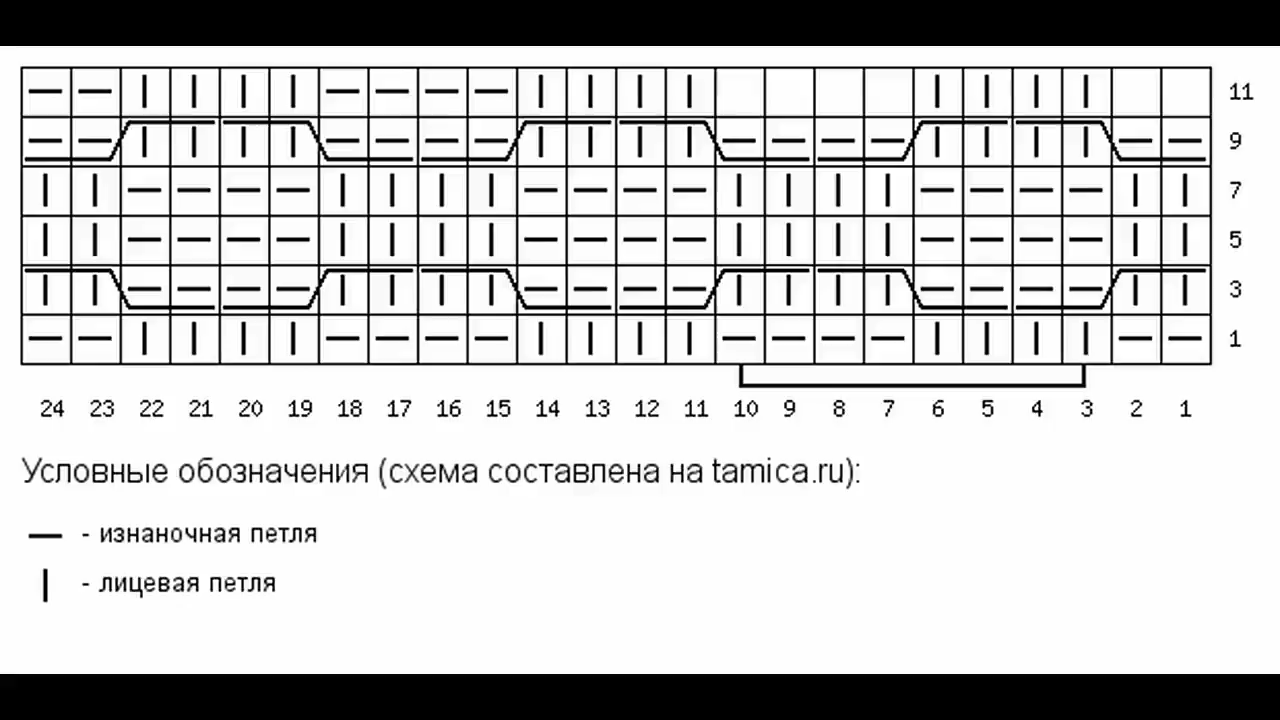 11
9
7
5
3
1
24 23 22 21 20 19 18 17 16 15 14 13 12 11 10 9 8 7 6 5 4 3 2 1
Условные обозначения (схема составлена на tamica.ru):
- изнаночная петля
- лицевая петля